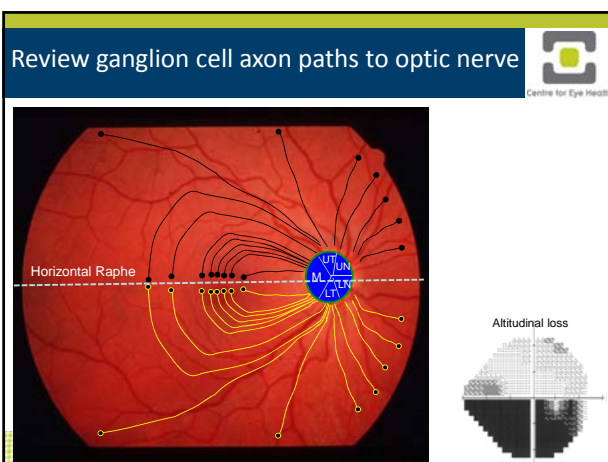 Review ganglion cell axon paths to optic nerve
Centre for Eye Health
Horizontal Raphe
UT
UN
M
LN
LT
Altitudinal loss